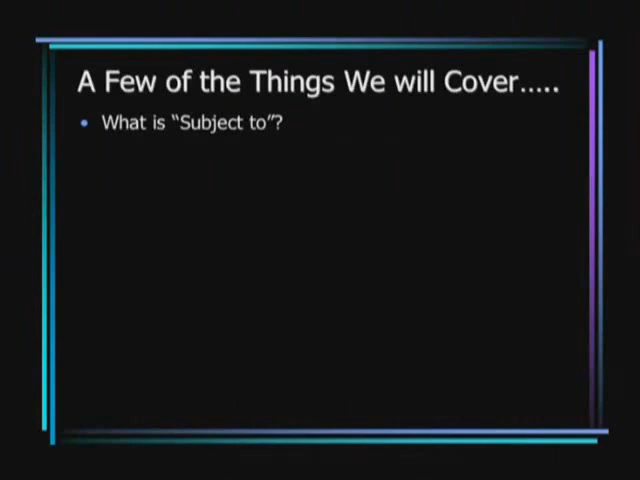 A Few of the Things We will Cover.....
• What is “Subject to”?